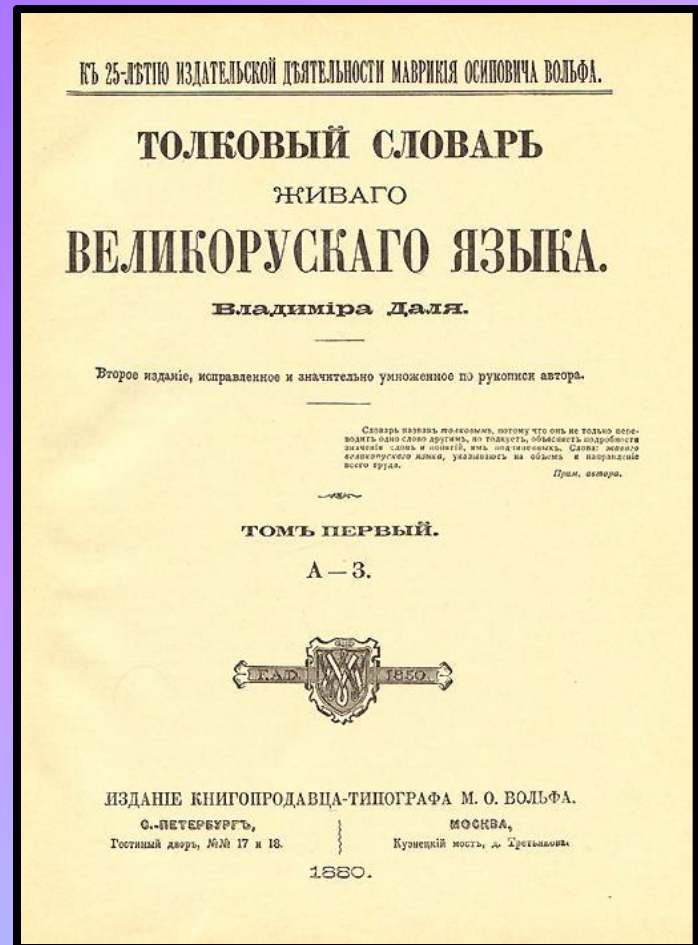 КЪ 25-ЛѢТІЮ ИЗДАТЕЛЬСКОЙ ДѢЯТЕЛЬНОСТИ МАВРИКІЯ ОСИПОВИЧА ВОЛЬФА.
ТОЛКОВЫЙ СЛОВАРЬ
ЖИВАГО
ВЕЛИКОРУСКАГО ЯЗЫКА.
Владиміра Даля.
Второе изданіе, исправленное и значительно умноженное по рукописи автора.
Словарь названъ толковымъ, потому что онъ не только пере-
водитъ одно слово другимъ, но толкуетъ, объясняетъ подробности
значенія словъ и понятій, имъ подчиненныхъ. Слова: живаго
великорускаго языка, указываютъ на объемъ и направленіе
всего труда.
Прим. автора.
ТОМЪ ПЕРВЫЙ.
А — З.
1850.
ИЗДАНІЕ КНИГОПРОДАВЦА-ТИПОГРАФА М. О. ВОЛЬФА.
С.-ПЕТЕРБУРГЪ,
Гостиный дворъ, №№ 17 и 18.
МОСКВА,
Кузнецкій мостъ, д. Третьякова.
1880.